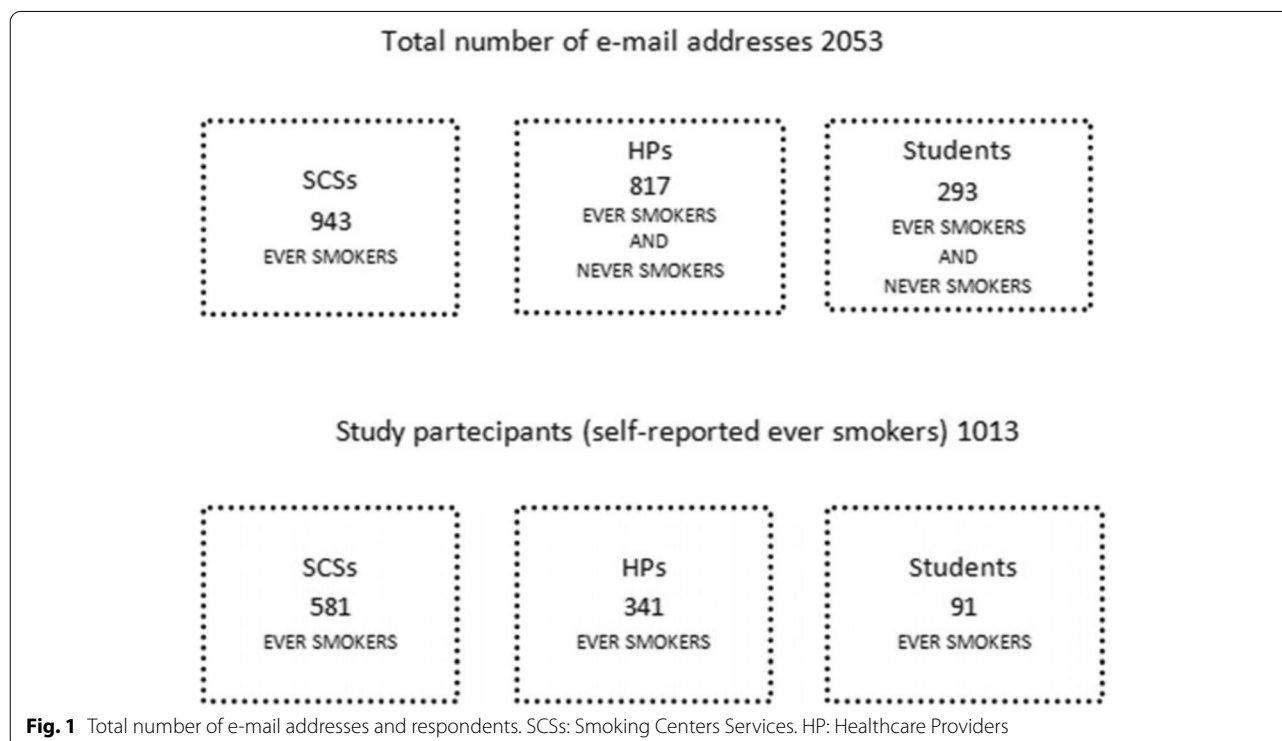 Total number of e-mail addresses 2053
SCSs
943
EVER SMOKERS
HPs
817
EVER SMOKERS
AND
NEVER SMOKERS
Students
293
EVER SMOKERS
AND
NEVER SMOKERS
Study partecipants (self-reported ever smokers) 1013
SCSs
581
EVER SMOKERS
HPs
341
EVER SMOKERS
Students
91
EVER SMOKERS
Fig. 1 Total number of e-mail addresses and respondents. SCSs: Smoking Centers Services. HP: Healthcare Providers